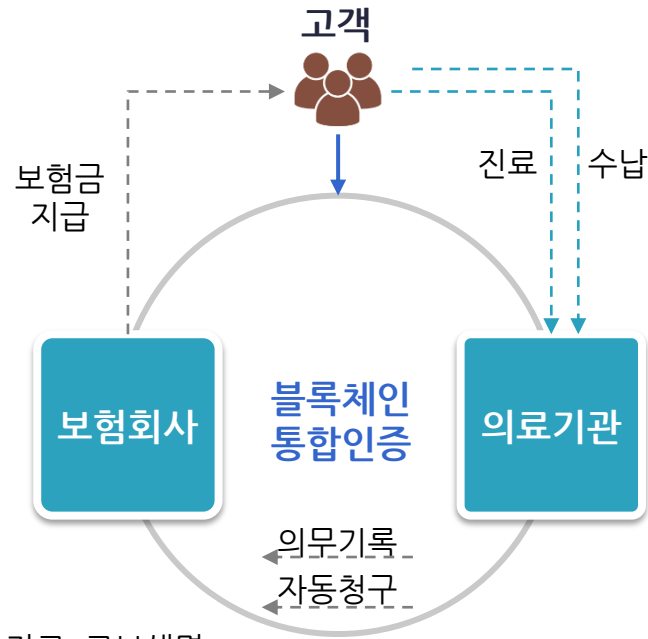 고객
진료
수납
보험금
지급
보험회사
블록체인
통합인증
의료기관
의무기록
자동청구